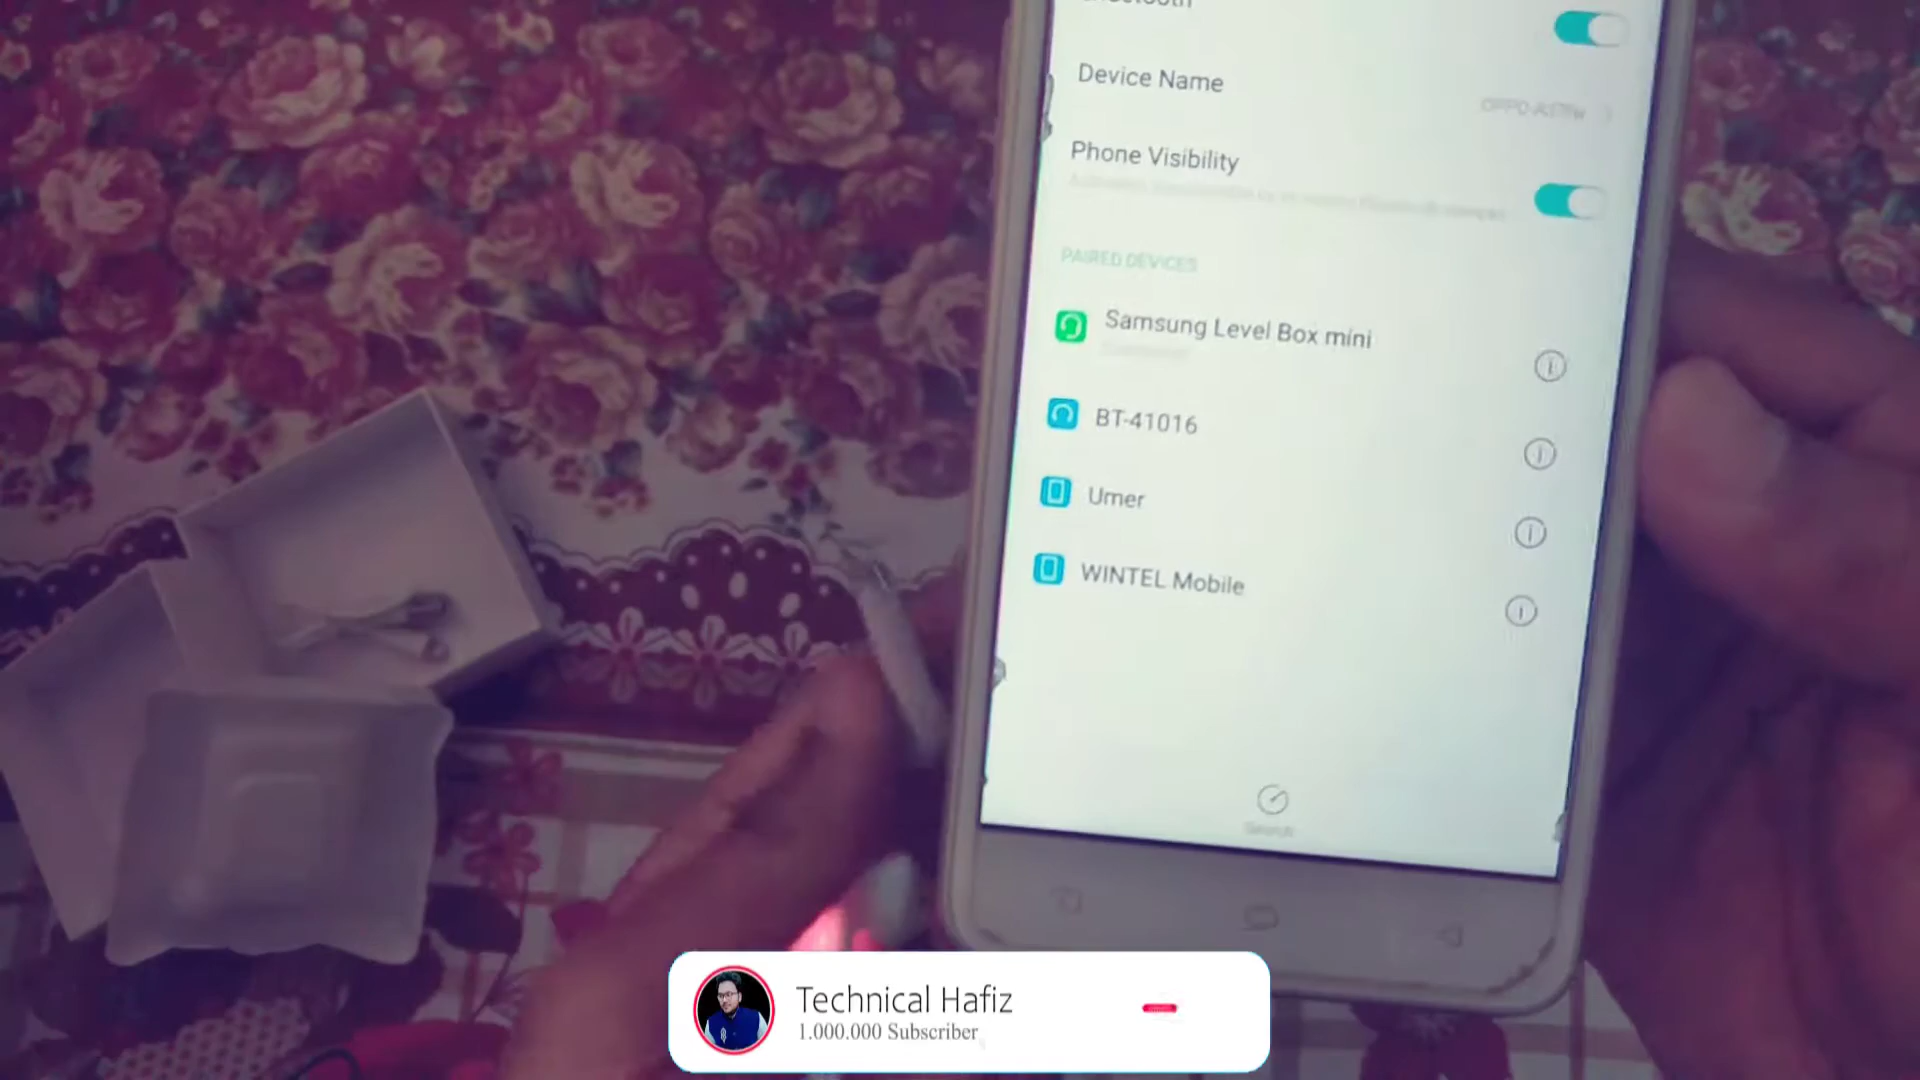 Device Name
Phone Visibility
PAIRED DEVICES
Samsung Level Box mini
BT-41016
Umer
WINTEL Mobile
Search
Technical Hafiz
1.000.000 Subscriber